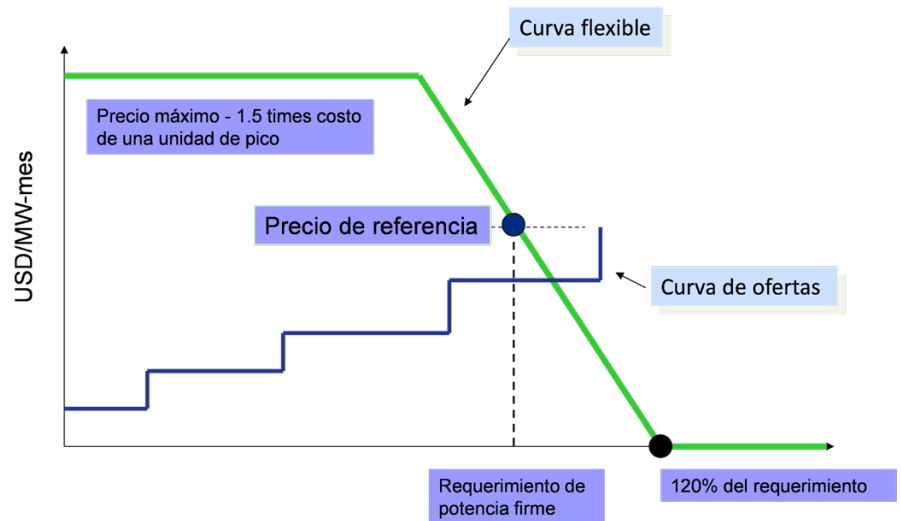 Curva flexible
Precio máximo - 1.5 times costo
de una unidad de pico
Precio de referencia
USD/MW-mes
Curva de ofertas
Requerimiento de
potencia firme
120% del requerimiento